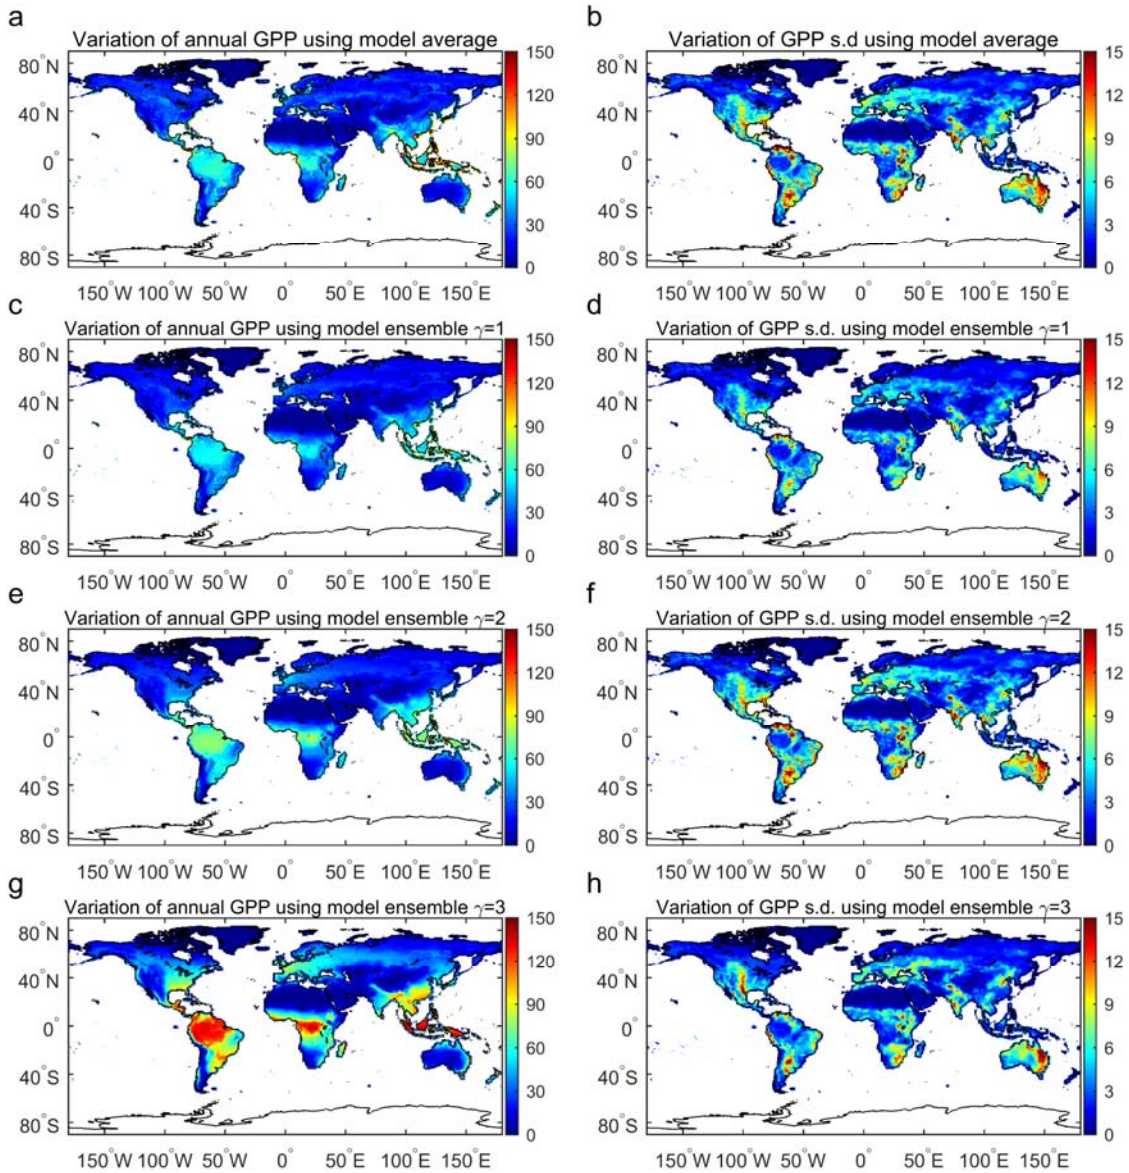 a
Variation of annual GPP using model average
80° N
40° N
0°
40° S
80° S
150° W 100° W 50° W 0° 50° E 100° E 150° E
150
120
90
60
30
0
b
Variation of GPP s.d using model average
80° N
40° N
0°
40° S
80° S
150° W 100° W 50° W 0° 50° E 100° E 150° E
15
12
9
6
3
0
c
Variation of annual GPP using model ensemble γ=1
80° N
40° N
0°
40° S
80° S
150° W 100° W 50° W 0° 50° E 100° E 150° E
150
120
90
60
30
0
d
Variation of GPP s.d. using model ensemble γ=1
80° N
40° N
0°
40° S
80° S
150° W 100° W 50° W 0° 50° E 100° E 150° E
15
12
9
6
3
0
e
Variation of annual GPP using model ensemble γ=2
80° N
40° N
0°
40° S
80° S
150° W 100° W 50° W 0° 50° E 100° E 150° E
150
120
90
60
30
0
f
Variation of GPP s.d. using model ensemble γ=2
80° N
40° N
0°
40° S
80° S
150° W 100° W 50° W 0° 50° E 100° E 150° E
15
12
9
6
3
0
g
Variation of annual GPP using model ensemble γ=3
80° N
40° N
0°
40° S
80° S
150° W 100° W 50° W 0° 50° E 100° E 150° E
150
120
90
60
30
0
h
Variation of GPP s.d. using model ensemble γ=3
80° N
40° N
0°
40° S
80° S
150° W 100° W 50° W 0° 50° E 100° E 150° E
15
12
9
6
3
0